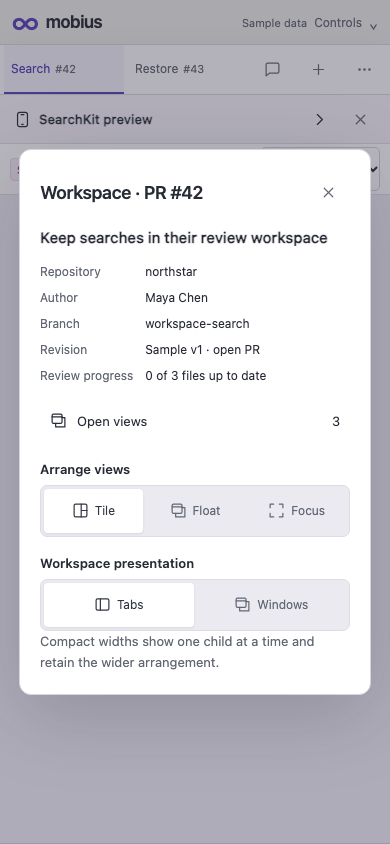 mobius
Sample data Controls
Search #42
Restore #43
SearchKit preview
Workspace · PR #42
Keep searches in their review workspace
Repository northstar
Author Maya Chen
Branch workspace-search
Revision Sample v1 · open PR
Review progress 0 of 3 files up to date
Open views 3
Arrange views
Tile Float Focus
Workspace presentation
Tabs Windows
Compact widths show one child at a time and
retain the wider arrangement.